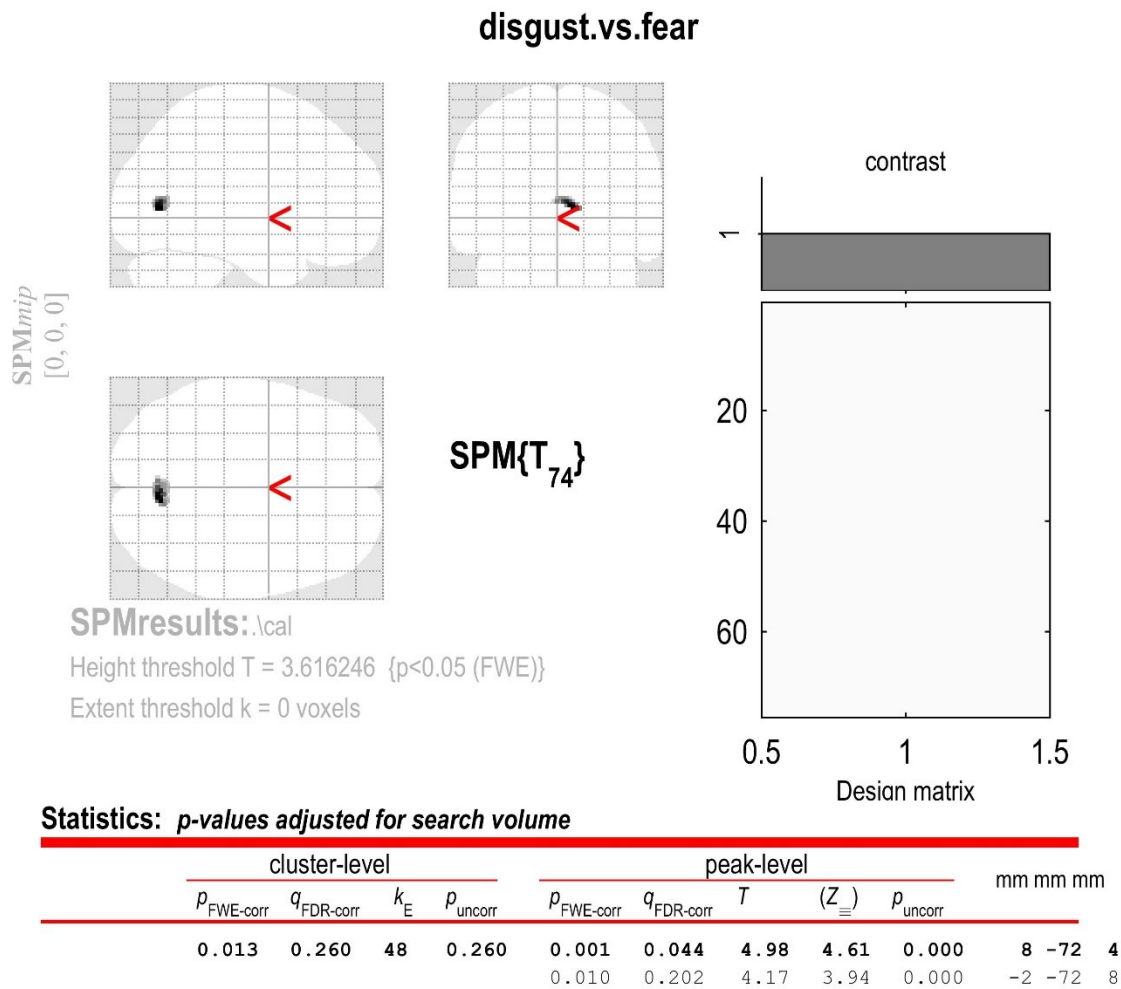 disgust.vs.fear
SPMmip
[0, 0, 0]
<
<
<
SPM{T74}
contrast
1
20
40
60
0.5 1 1.5
Design matrix
SPMresults:.\cal
Height threshold T = 3.616246 {p<0.05 (FWE)}
Extent threshold k = 0 voxels
Statistics: p-values adjusted for search volume
cluster-level peak-level mm mm mm
pFWE-corr qFDR-corr kE puncorr pFWE-corr qFDR-corr T (Z≡) puncorr
0.013 0.260 48 0.260 0.001 0.044 4.98 4.61 0.000 8 -72 4
0.010 0.202 4.17 3.94 0.000 -2 -72 8